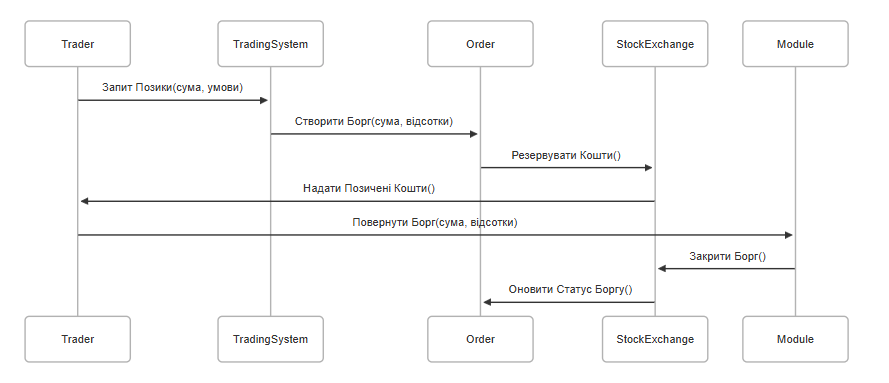 Trader
TradingSystem
Order
StockExchange
Module
Запит Позики(сума, умови)
Створити Борг(сума, відсотки)
Резервувати Кошти()
Надати Позичені Кошти()
Повернути Борг(сума, відсотки)
Закрити Борг()
Оновити Статус Боргу()
Trader
TradingSystem
Order
StockExchange
Module